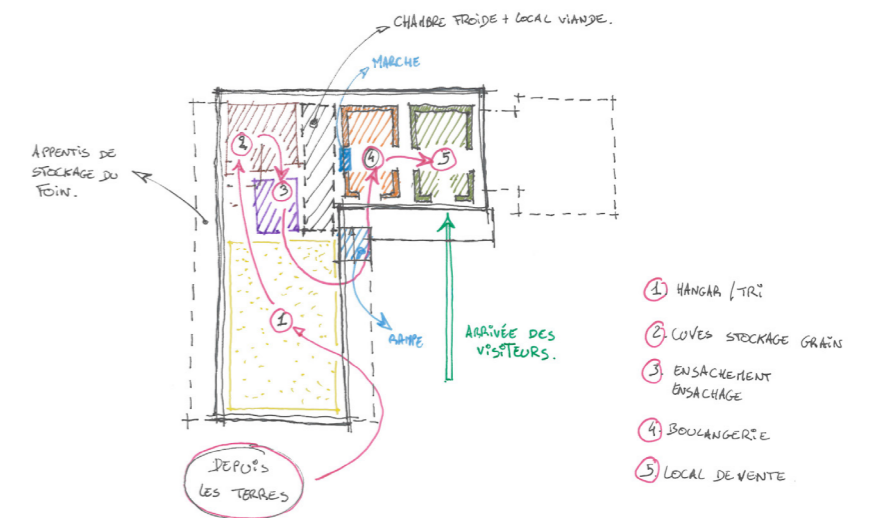 CHAMBRE FROIDE + LOCAL VIANDE.
MARCHE
APPENTIS DE
STOCKAGE DU
FOIN.
2
4
5
3
1
RAMPE
ARRIVÉE DES
VISITEURS.
DEPUIS
LES TERRES
1 HANGAR / TRI
2. CUVES STOCKAGE GRAIN
3. ENSACHEMENT
ENSACHAGE
4. BOULANGERIE
5. LOCAL DE VENTE.